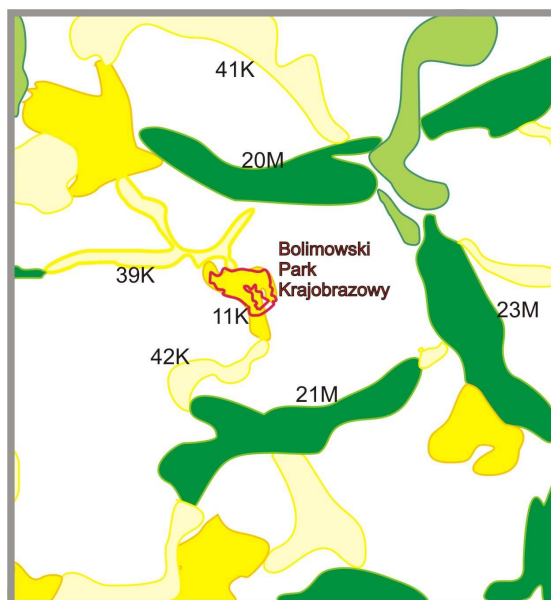 41K
20M
Bolimowski
Park
Krajobrazowy
39K
23M
11K
42K
21M